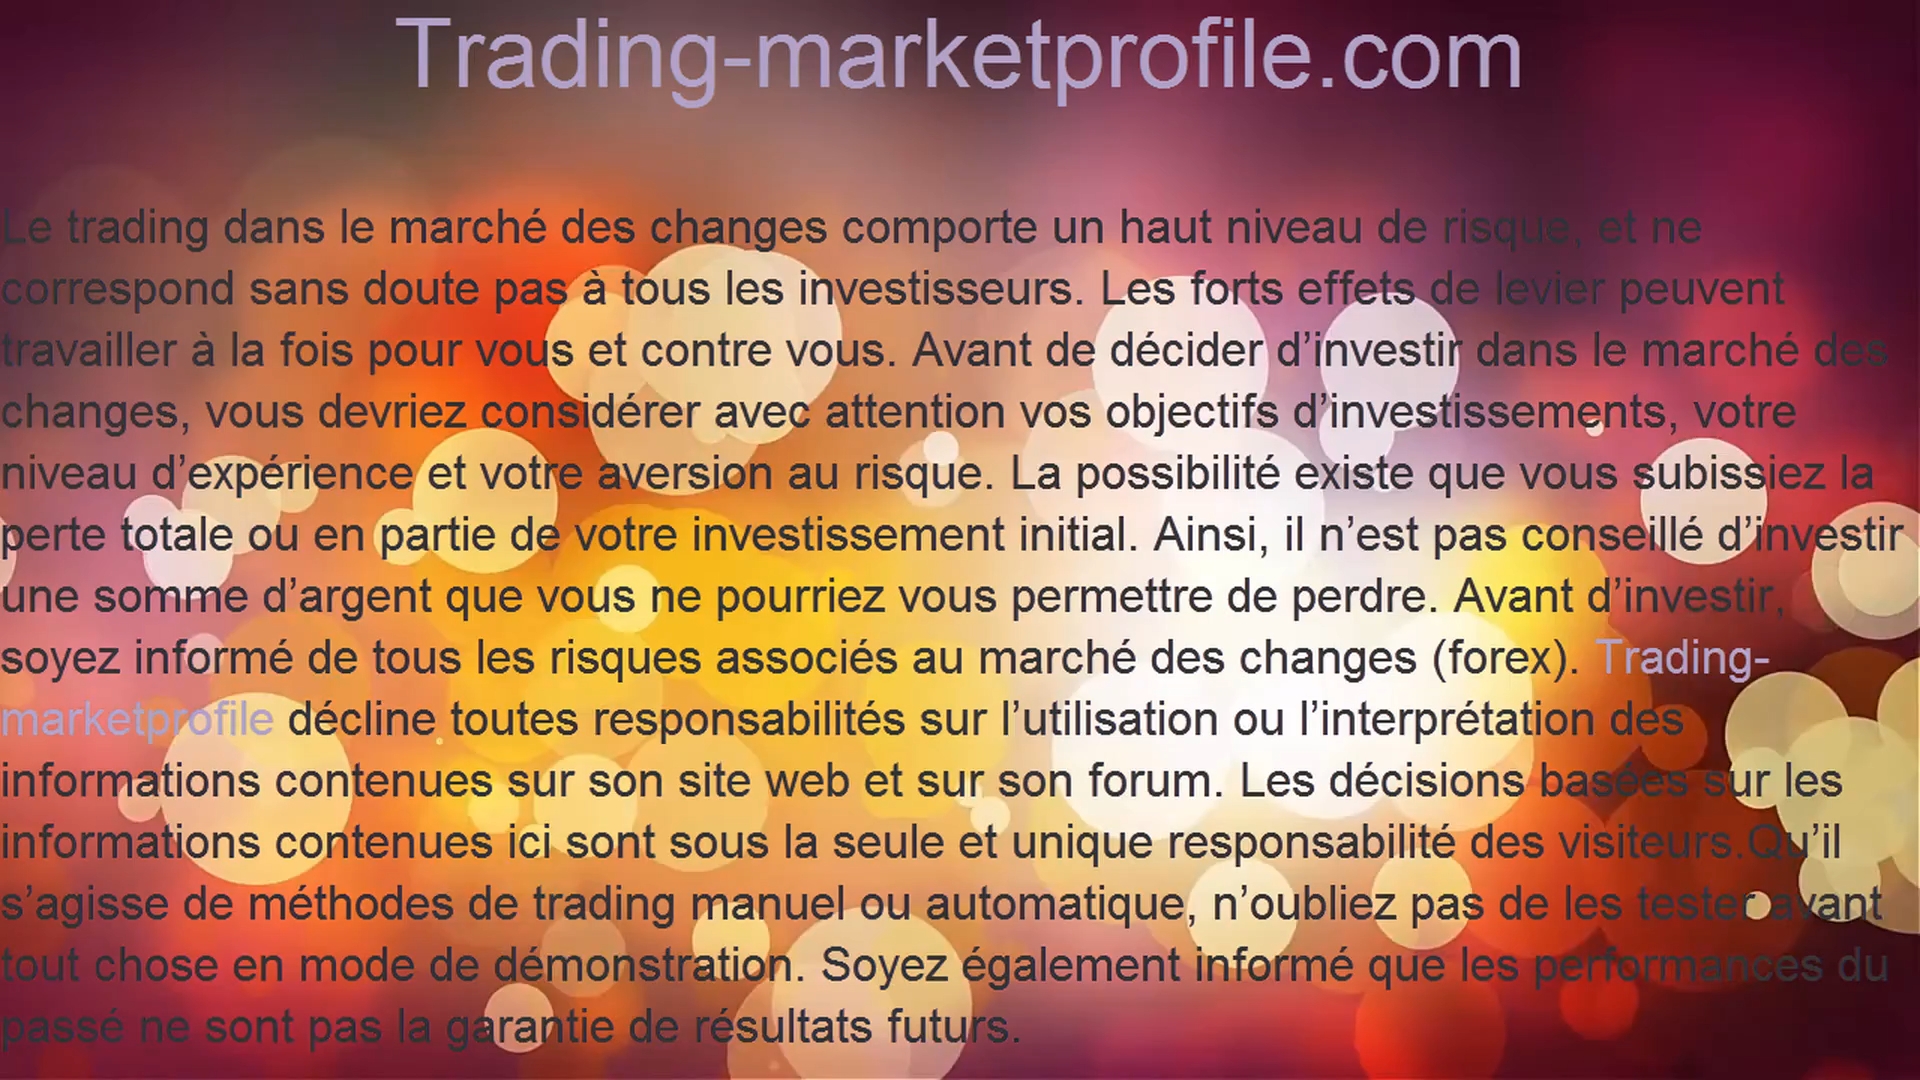 Trading-marketprofile.com
Le trading dans le marché des changes comporte un haut niveau de risque, et ne
correspond sans doute pas à tous les investisseurs. Les forts effets de levier peuvent
travailler à la fois pour vous et contre vous. Avant de décider d’investir dans le marché des
changes, vous devriez considérer avec attention vos objectifs d’investissements, votre
niveau d’expérience et votre aversion au risque. La possibilité existe que vous subissiez la
perte totale ou en partie de votre investissement initial. Ainsi, il n’est pas conseillé d’investir
une somme d’argent que vous ne pourriez vous permettre de perdre. Avant d’investir,
soyez informé de tous les risques associés au marché des changes (forex). Trading-
marketprofile décline toutes responsabilités sur l’utilisation ou l’interprétation des
informations contenues sur son site web et sur son forum. Les décisions basées sur les
informations contenues ici sont sous la seule et unique responsabilité des visiteurs.Qu’il
s’agisse de méthodes de trading manuel ou automatique, n’oubliez pas de les tester avant
tout chose en mode de démonstration. Soyez également informé que les performances du
passé ne sont pas la garantie de résultats futurs.